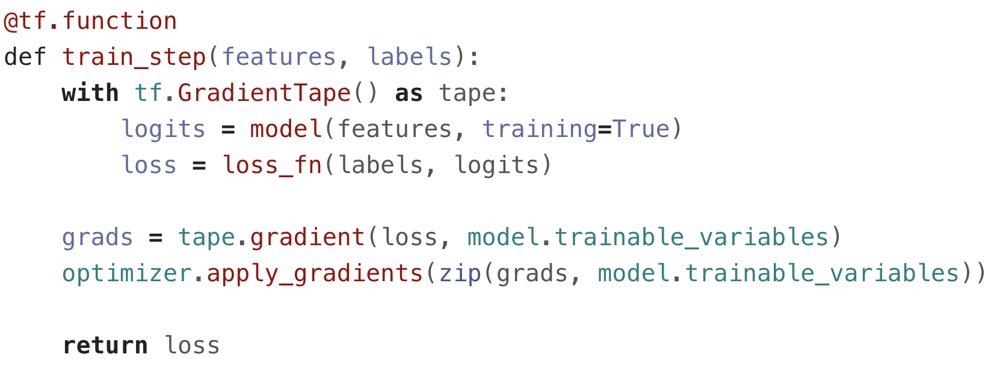 @tf.function
def train_step(features, labels):
    with tf.GradientTape() as tape:
        logits = model(features, training=True)
        loss = loss_fn(labels, logits)

    grads = tape.gradient(loss, model.trainable_variables)
    optimizer.apply_gradients(zip(grads, model.trainable_variables))

    return loss